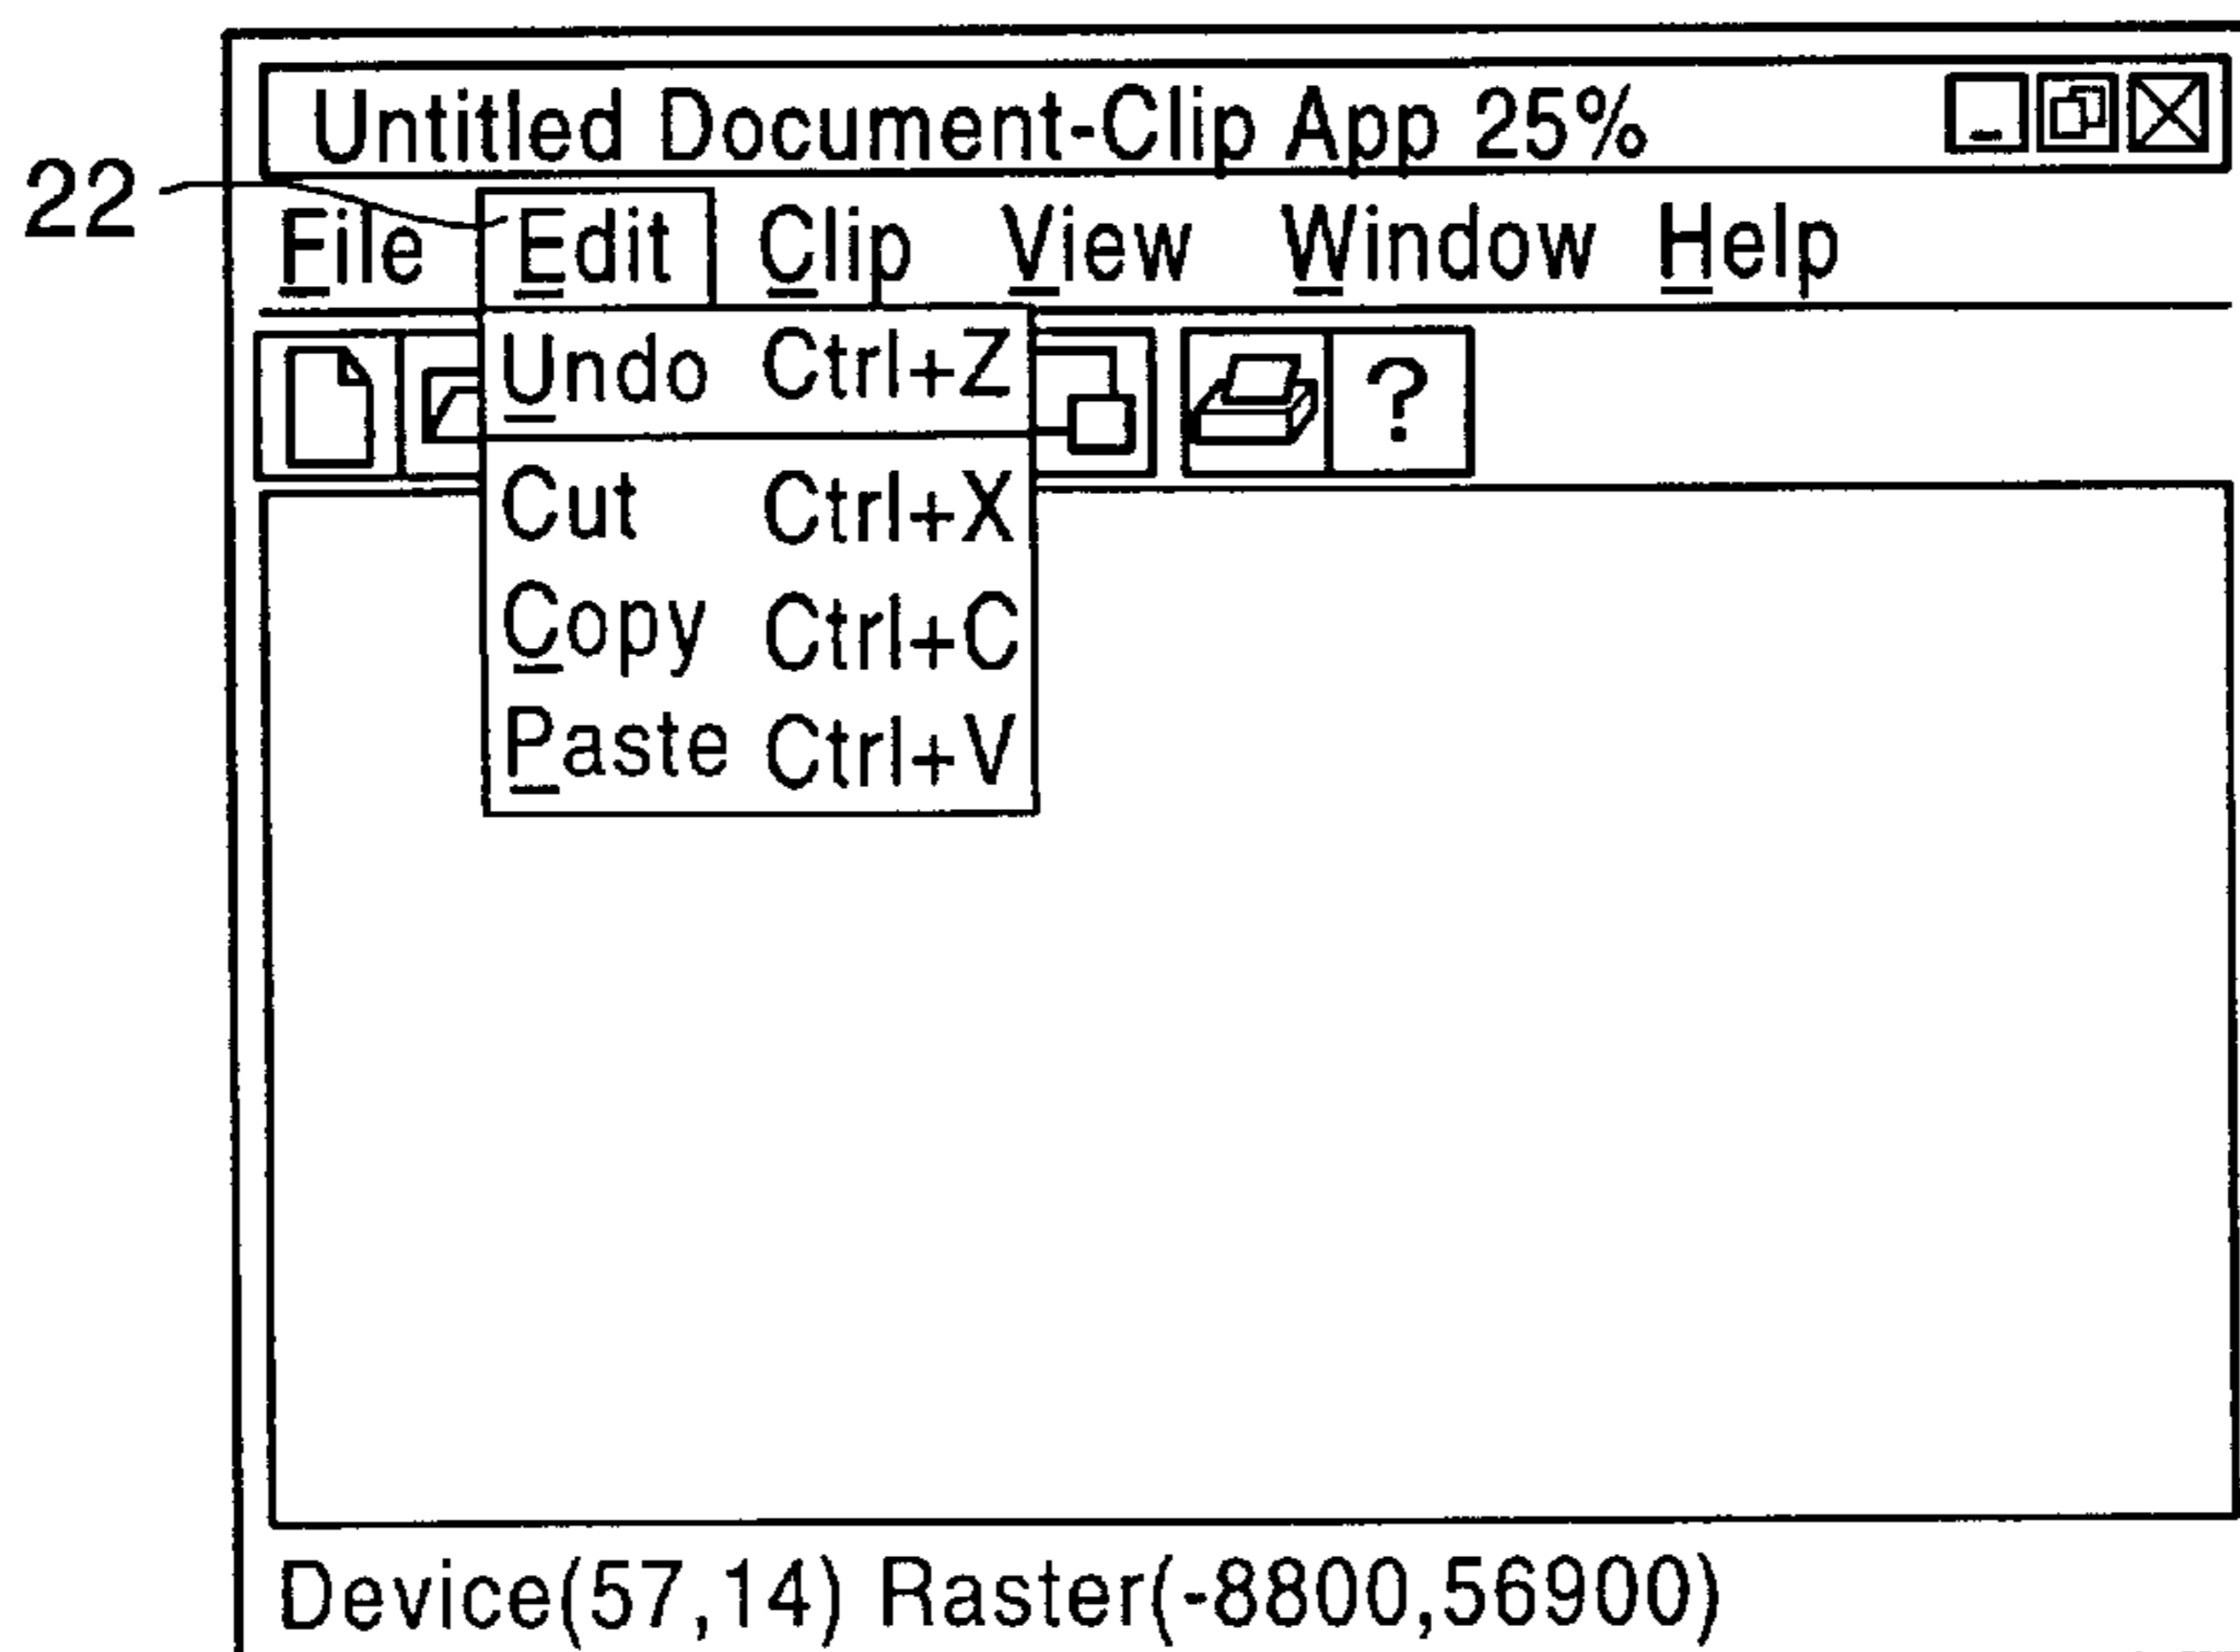 Untitled Document-Clip App 25%
22
File Edit Clip View Window Help
Undo Ctrl+Z
?
Cut Ctrl+X
Copy Ctrl+C
Paste Ctrl+V
Device(57,14) Raster(-8800,56900)